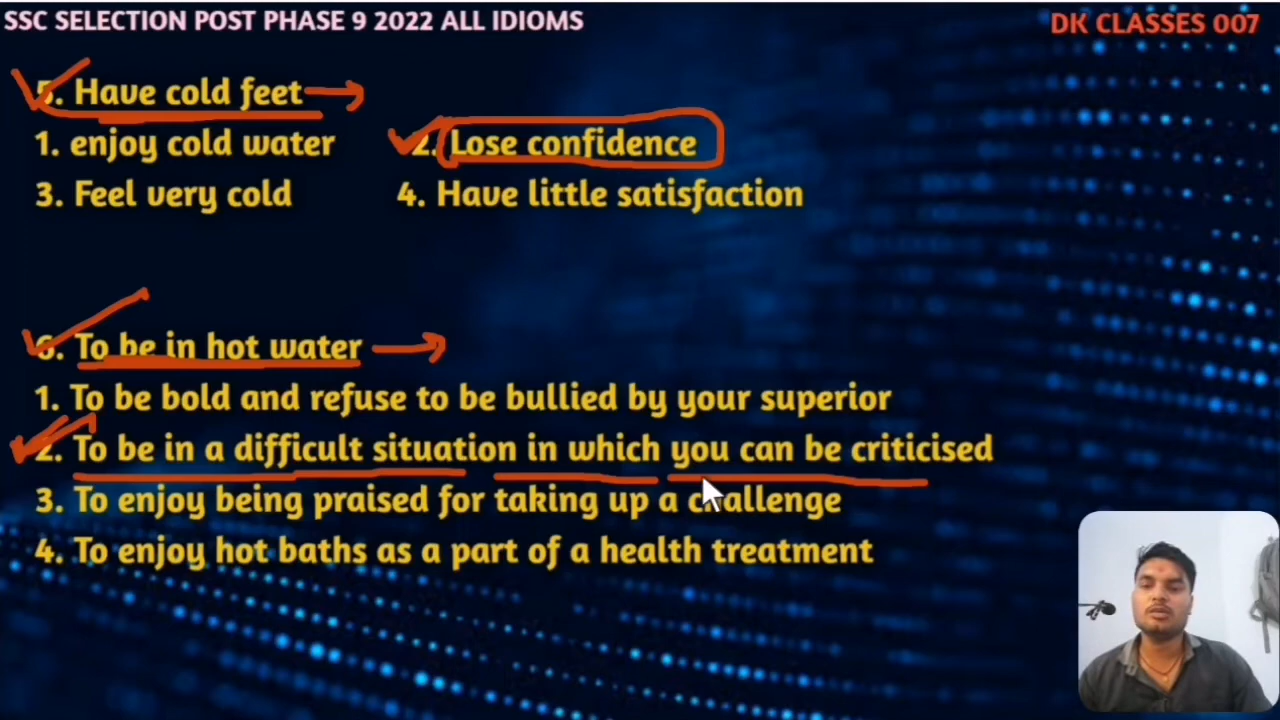 SSC SELECTION POST PHASE 9 2022 ALL IDIOMS
DK CLASSES 007
5. Have cold feet
1. enjoy cold water
2. Lose confidence
3. Feel very cold
4. Have little satisfaction
6. To be in hot water
1. To be bold and refuse to be bullied by your superior
2. To be in a difficult situation in which you can be criticised
3. To enjoy being praised for taking up a challenge
4. To enjoy hot baths as a part of a health treatment